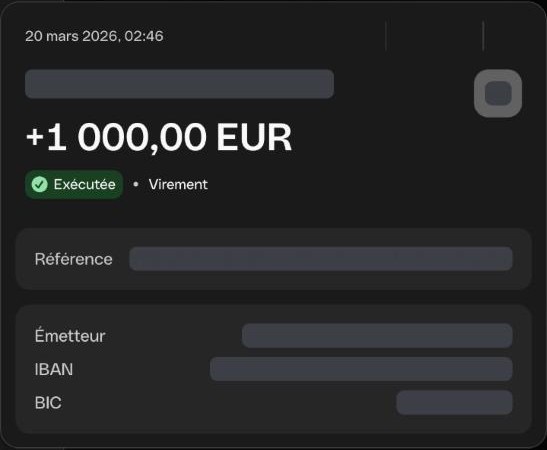 20 mars 2026, 02:46
+1 000,00 EUR
Exécutée • Virement
Référence
Émetteur
IBAN
BIC